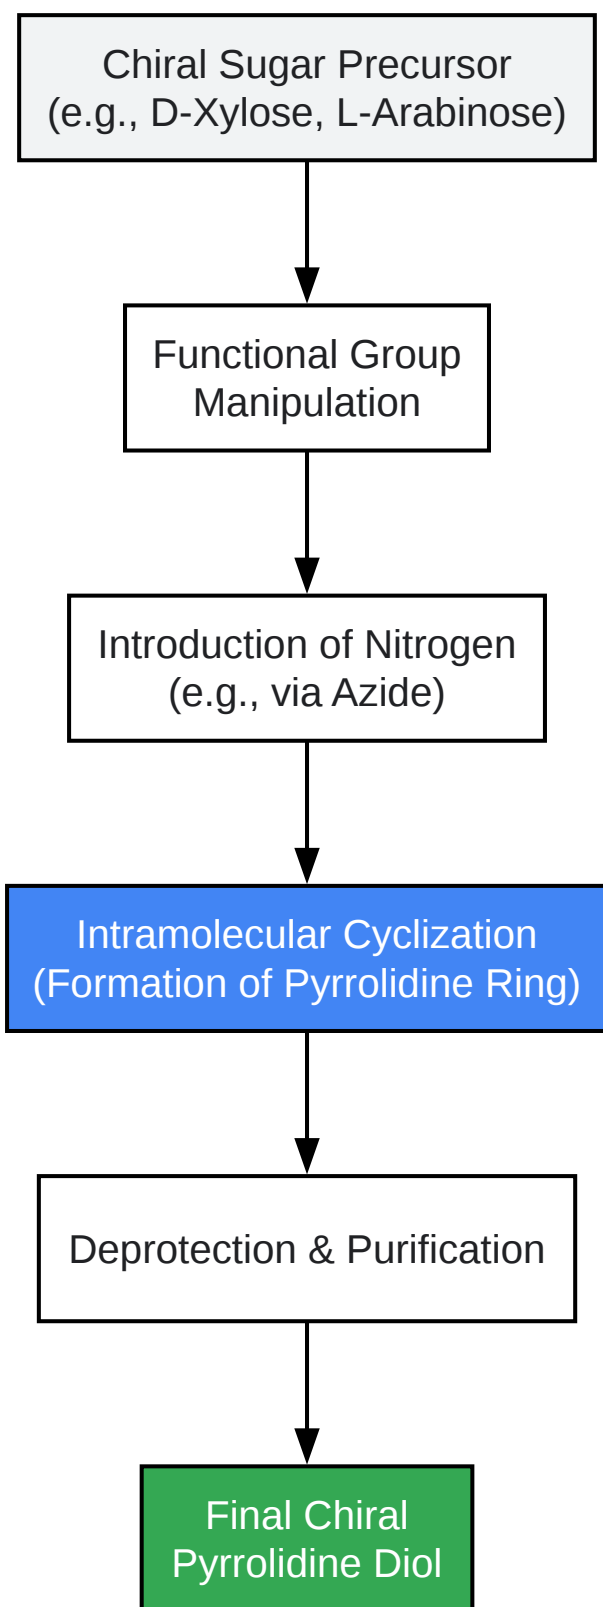 Chiral Sugar Precursor
(e.g., D-Xylose, L-Arabinose)
Functional Group
Manipulation
Introduction of Nitrogen
(e.g., via Azide)
Intramolecular Cyclization
(Formation of Pyrrolidine Ring)
Deprotection & Purification
Final Chiral
Pyrrolidine Diol